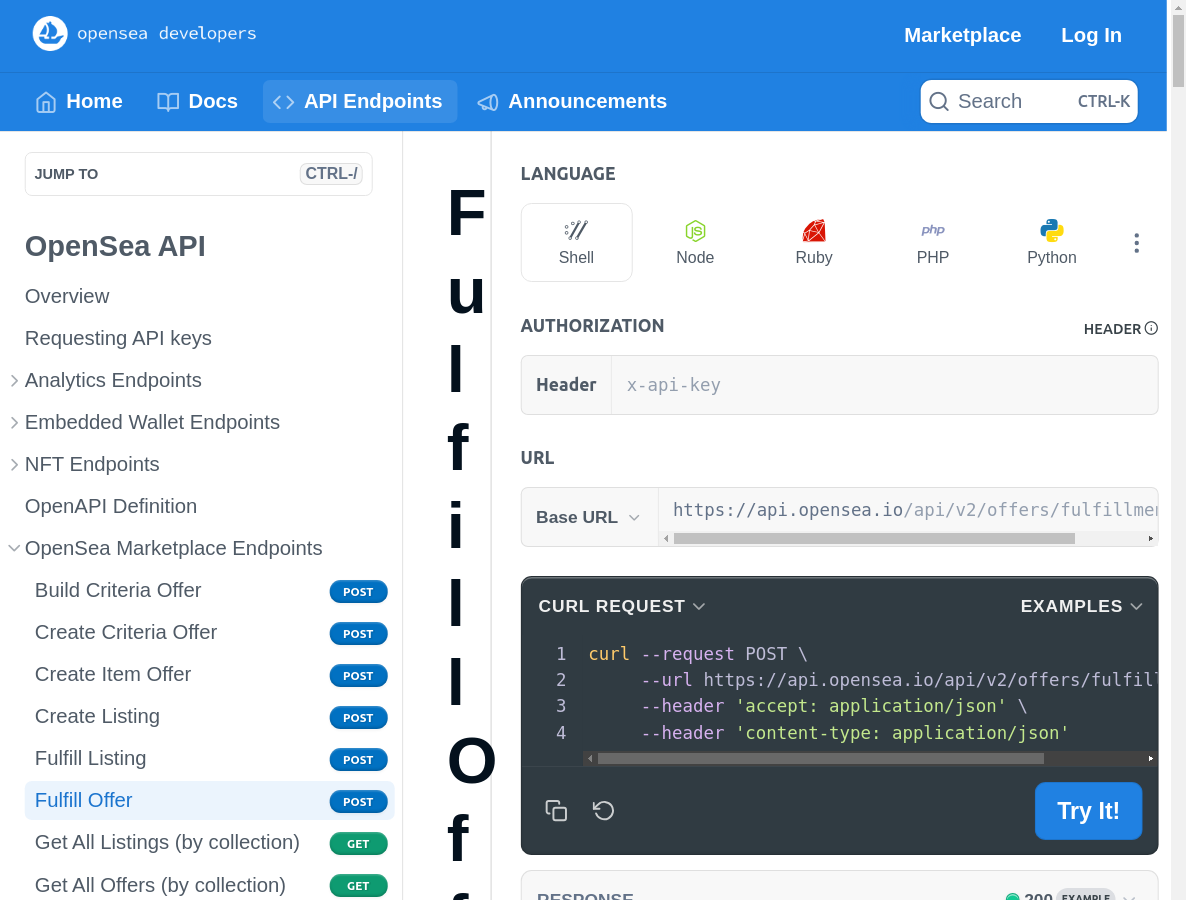 opensea developers
Marketplace
Log In
Home
Docs
API Endpoints
Announcements
Search
CTRL-K
JUMP TO
CTRL-/
OpenSea API
Overview
Requesting API keys
Analytics Endpoints
Embedded Wallet Endpoints
NFT Endpoints
OpenAPI Definition
OpenSea Marketplace Endpoints
Build Criteria Offer POST
Create Criteria Offer POST
Create Item Offer POST
Create Listing POST
Fulfill Listing POST
Fulfill Offer POST
Get All Listings (by collection) GET
Get All Offers (by collection) GET
F
u
l
f
i
l
l
O
f
LANGUAGE
Shell
Node
php
Ruby
PHP
Python
AUTHORIZATION
HEADER
Header
x-api-key
URL
Base URL
https://api.opensea.io/api/v2/offers/fulfillmen
CURL REQUEST
EXAMPLES
1 curl --request POST \
2 --url https://api.opensea.io/api/v2/offers/fulfill
3 --header 'accept: application/json' \
4 --header 'content-type: application/json'
Try It!
RESPONSE
200 EXAMPLE